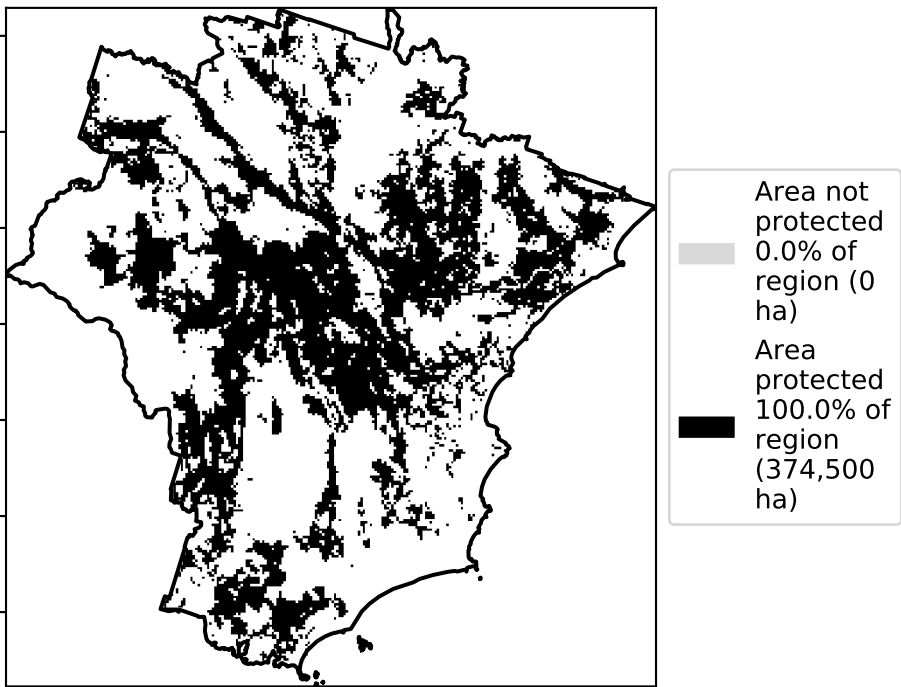 Area not
protected
0.0% of
region (0
ha)
Area
protected
100.0% of
region
(374,500
ha)